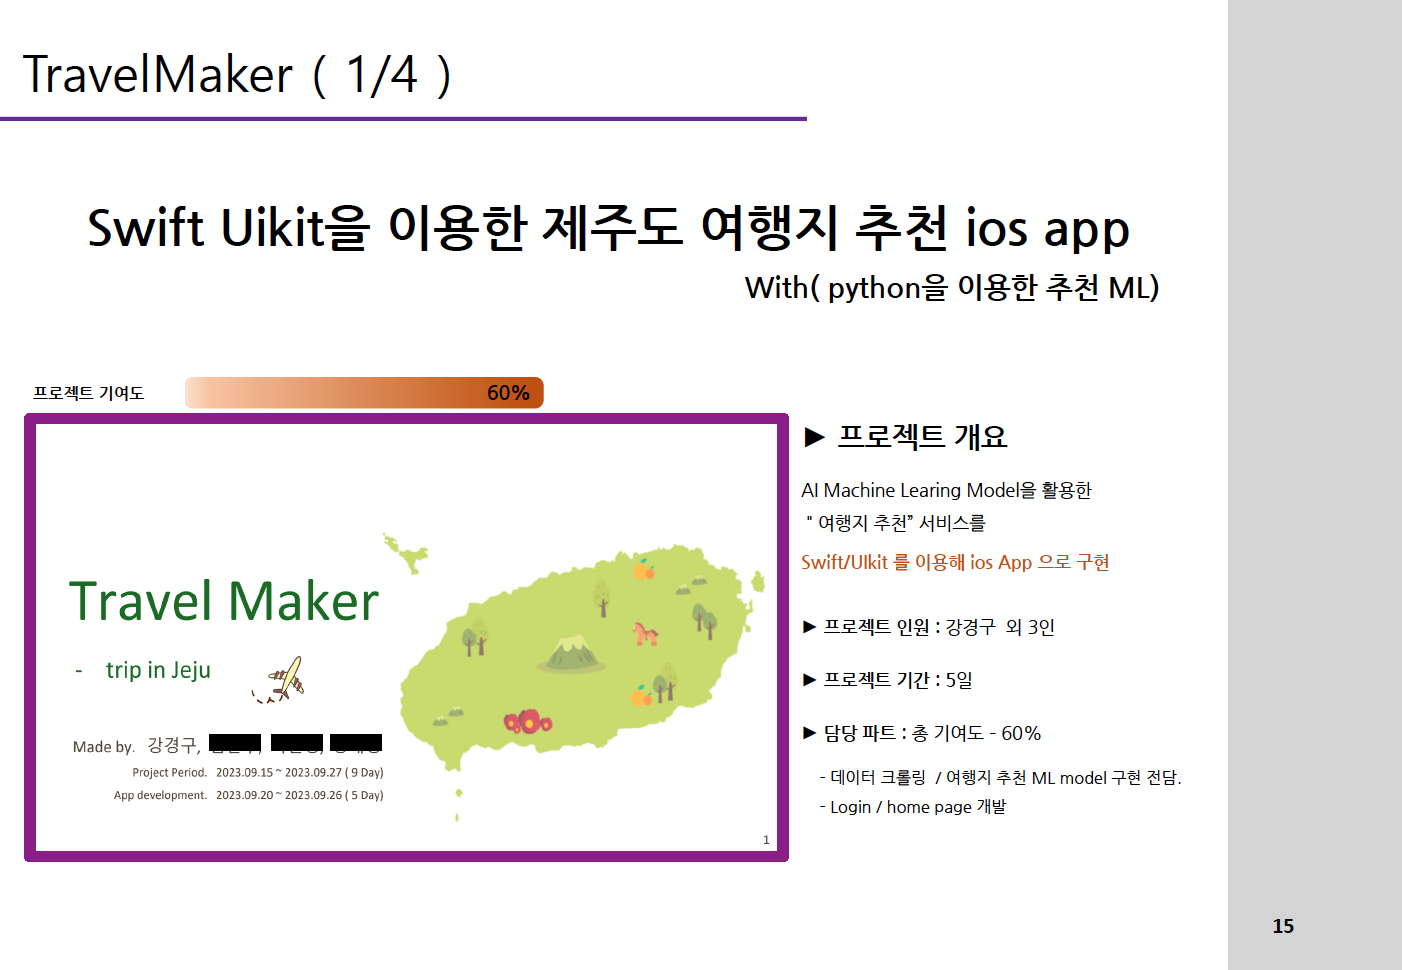 TravelMaker ( 1/4 )
Swift Uikit을 이용한 제주도 여행지 추천 ios app
With( python을 이용한 추천 ML)
프로젝트 기여도
60%
Travel Maker
- trip in Jeju
Made by. 강경구,
Project Period. 2023.09.15 ~ 2023.09.27 ( 9 Day)
App development. 2023.09.20 ~ 2023.09.26 ( 5 Day)
1
► 프로젝트 개요
AI Machine Learing Model을 활용한
" 여행지 추천” 서비스를
Swift/UIkit 를 이용해 ios App 으로 구현
► 프로젝트 인원 : 강경구 외 3인
► 프로젝트 기간 : 5일
► 담당 파트 : 총 기여도 - 60%
- 데이터 크롤링 / 여행지 추천 ML model 구현 전담.
- Login / home page 개발
15